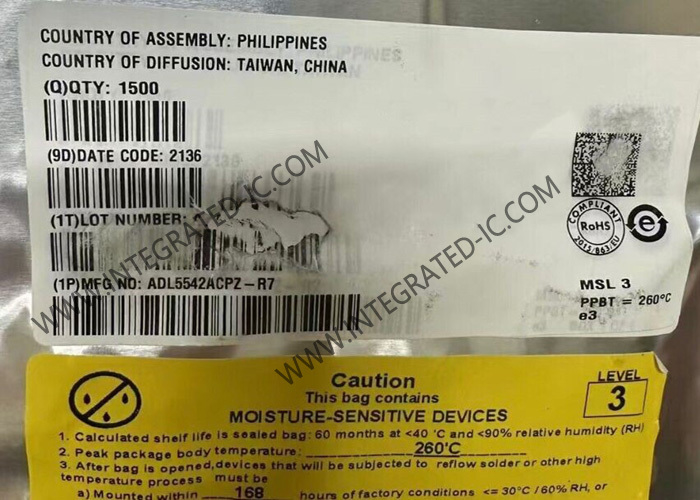 COUNTRY OF ASSEMBLY: PHILIPPINES
COUNTRY OF DIFFUSION: TAIWAN, CHINA
(Q)QTY: 1500
(9D)DATE CODE: 2136
(1T)LOT NUMBER:
(1P)MFG NO: ADL5542ACPZ-R7
COMPLIANT
RoHS
2015/863/EU
e
MSL 3
PPBT = 260°C
e3
WWW.INTEGRATED-IC.COM
WWW.INTEGRATED-IC.COM
Caution
This bag contains
MOISTURE-SENSITIVE DEVICES
LEVEL
3
1. Calculated shelf life is sealed bag: 60 months at <40 °C and <90% relative humidity (RH)
2. Peak package body temperature: 260°C
3. After bag is opened,devices that will be subjected to reflow solder or other high
temperature process must be
a) Mounted within 168 hours of factory conditions <= 30°C / 60% RH, or